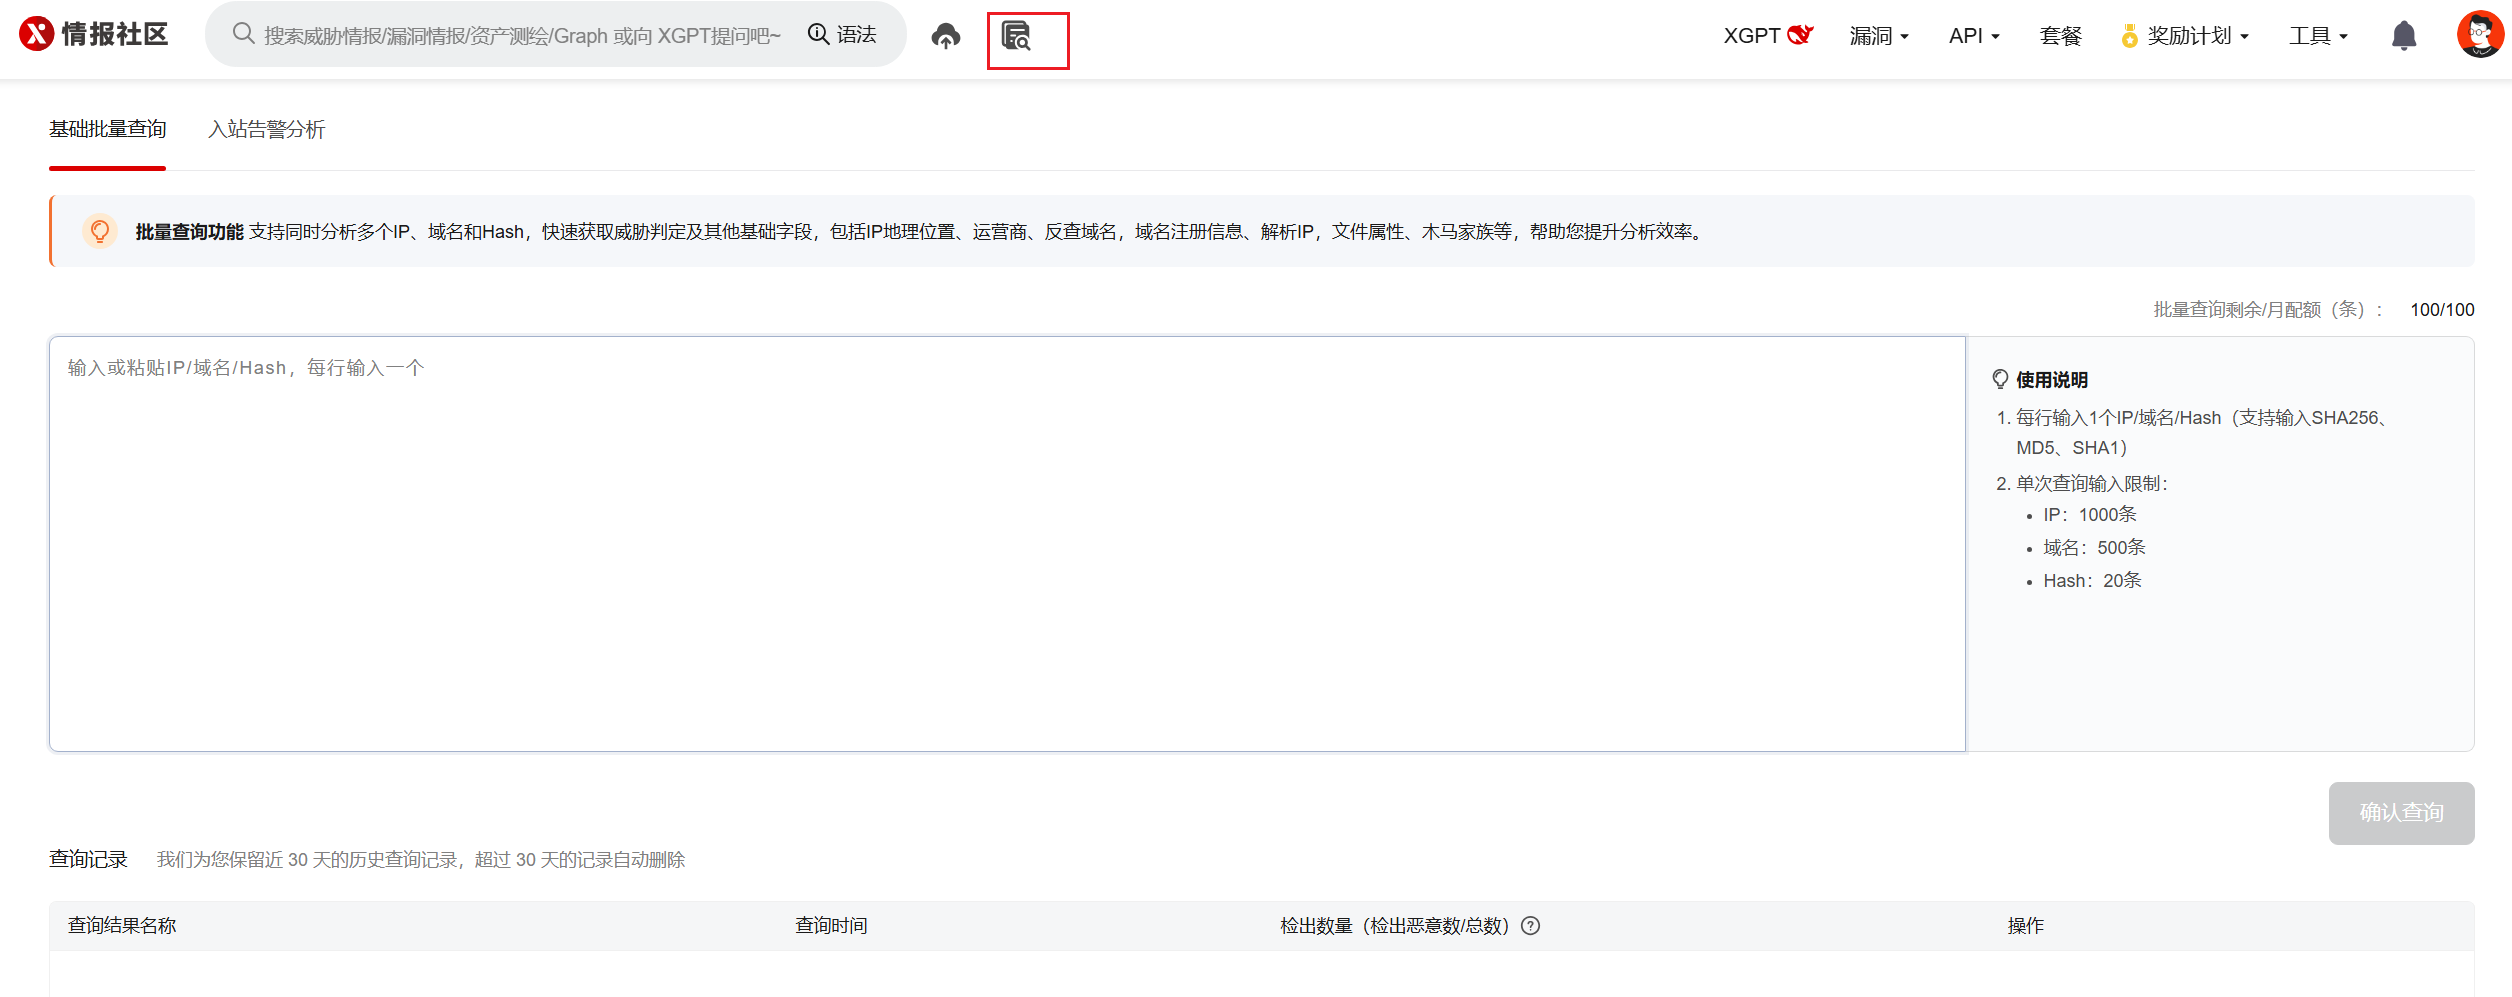 情报社区
搜索威胁情报/漏洞情报/资产测绘/Graph 或向 XGPT提问吧~
语法
XGPT
漏洞
API
套餐
奖励计划
工具
基础批量查询
入站告警分析
批量查询功能 支持同时分析多个IP、域名和Hash，快速获取威胁判定及其他基础字段，包括IP地理位置、运营商、反查域名，域名注册信息、解析IP，文件属性、木马家族等，帮助您提升分析效率。
批量查询剩余/月配额（条）： 100/100
输入或粘贴IP/域名/Hash，每行输入一个
使用说明
1. 每行输入1个IP/域名/Hash（支持输入SHA256、
MD5、SHA1）
2. 单次查询输入限制：
• IP：1000条
• 域名：500条
• Hash：20条
确认查询
查询记录 我们为您保留近 30 天的历史查询记录，超过 30 天的记录自动删除
查询结果名称
查询时间
检出数量（检出恶意数/总数）
操作